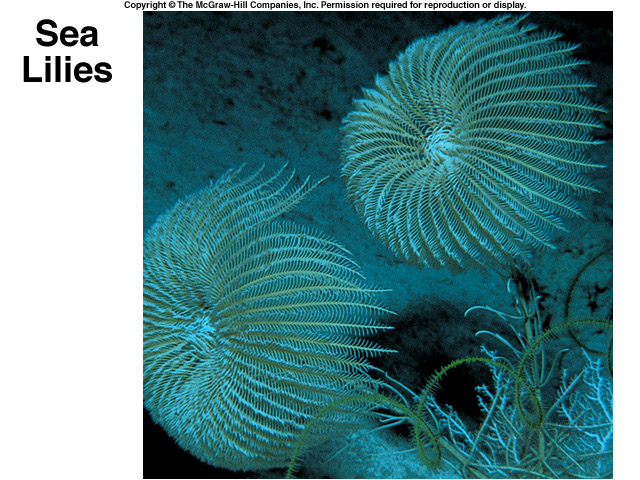 Copyright © The McGraw-Hill Companies, Inc. Permission required for reproduction or display.
Sea
Lilies